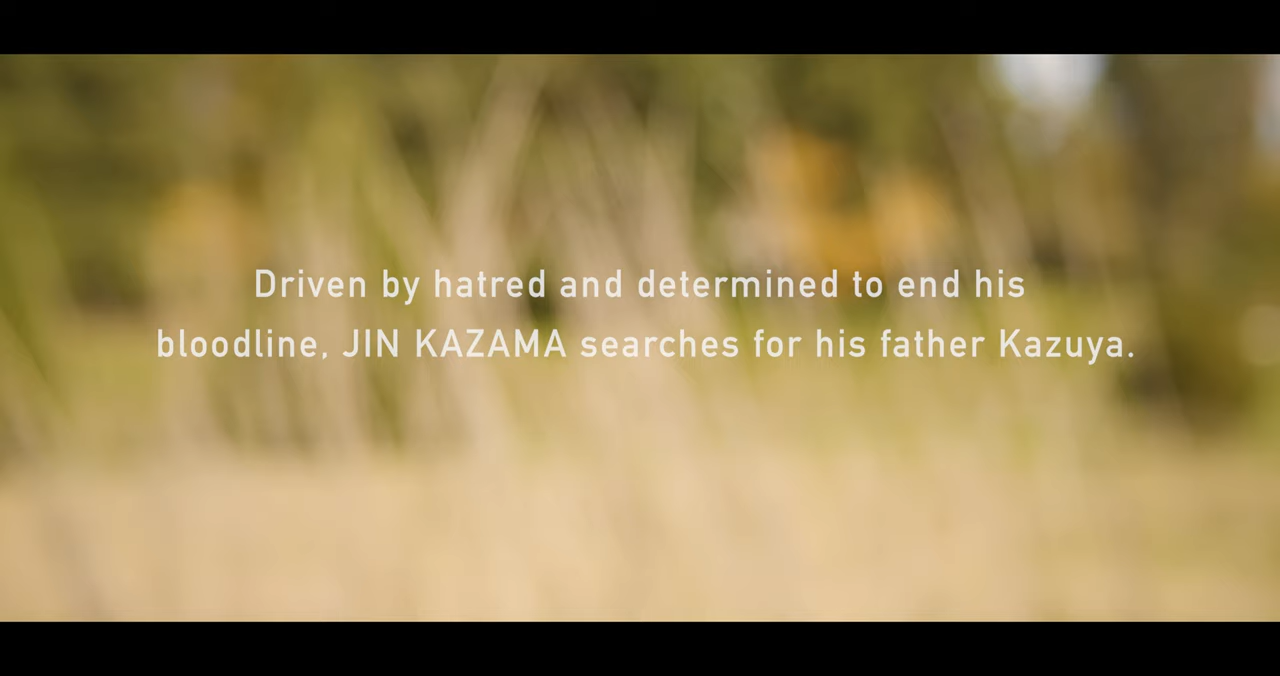 Driven by hatred and determined to end his
bloodline, JIN KAZAMA searches for his father Kazuya.